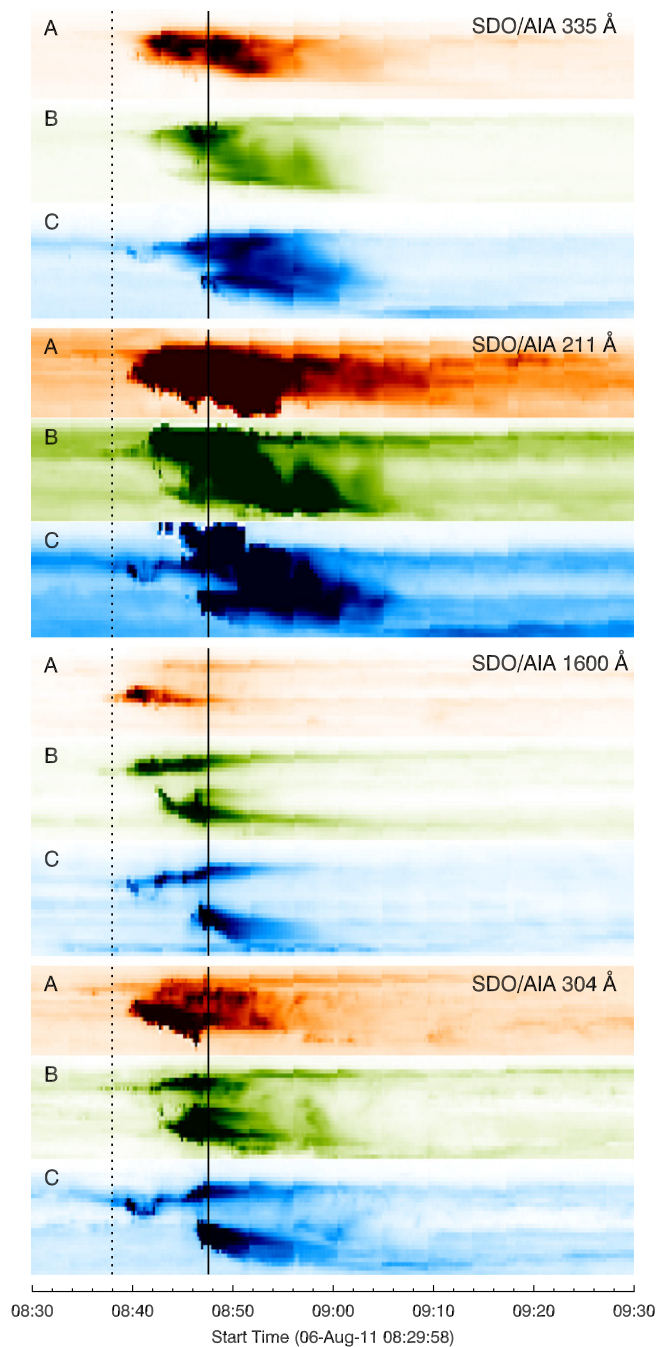 A SDO/AIA 335 Å
B
C
A SDO/AIA 211 Å
B
C
A SDO/AIA 1600 Å
B
C
A SDO/AIA 304 Å
B
C
08:30 08:40 08:50 09:00 09:10 09:20 09:30
Start Time (06-Aug-11 08:29:58)